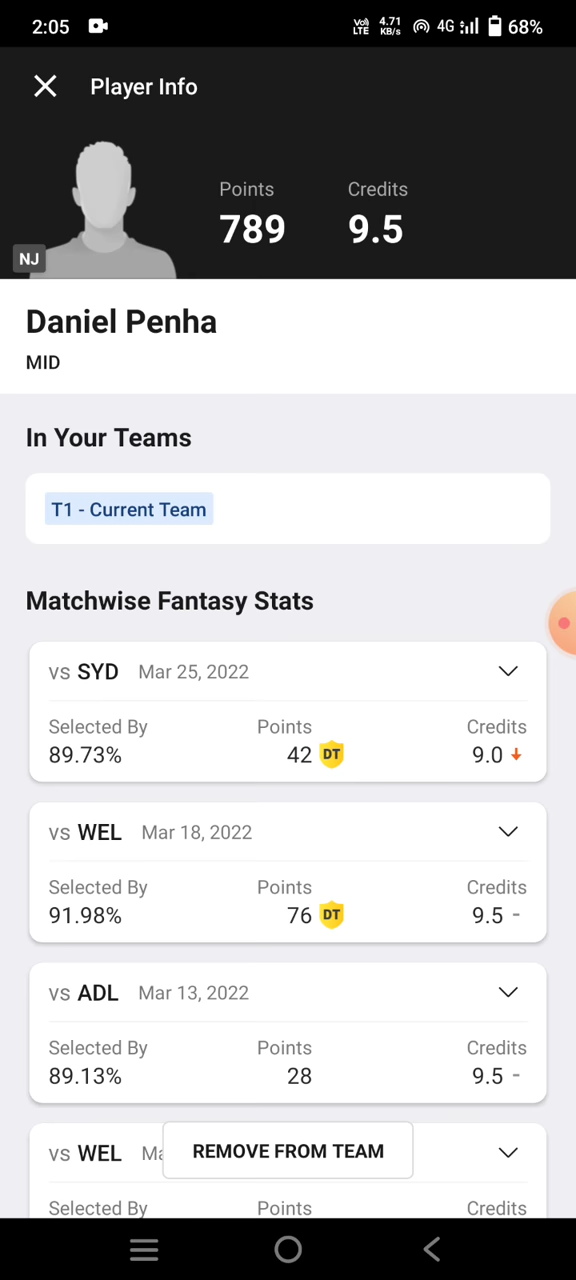 2:05 Vo) LTE 4.71 KB/s 4G 68%
Player Info
Points Credits
789 9.5
NJ
Daniel Penha
MID
In Your Teams
T1 - Current Team
Matchwise Fantasy Stats
vs SYD Mar 25, 2022
Selected By Points Credits
89.73% 42 DT 9.0
vs WEL Mar 18, 2022
Selected By Points Credits
91.98% 76 DT 9.5 -
vs ADL Mar 13, 2022
Selected By Points Credits
89.13% 28 9.5 -
vs WEL
REMOVE FROM TEAM
Selected By Points Credits